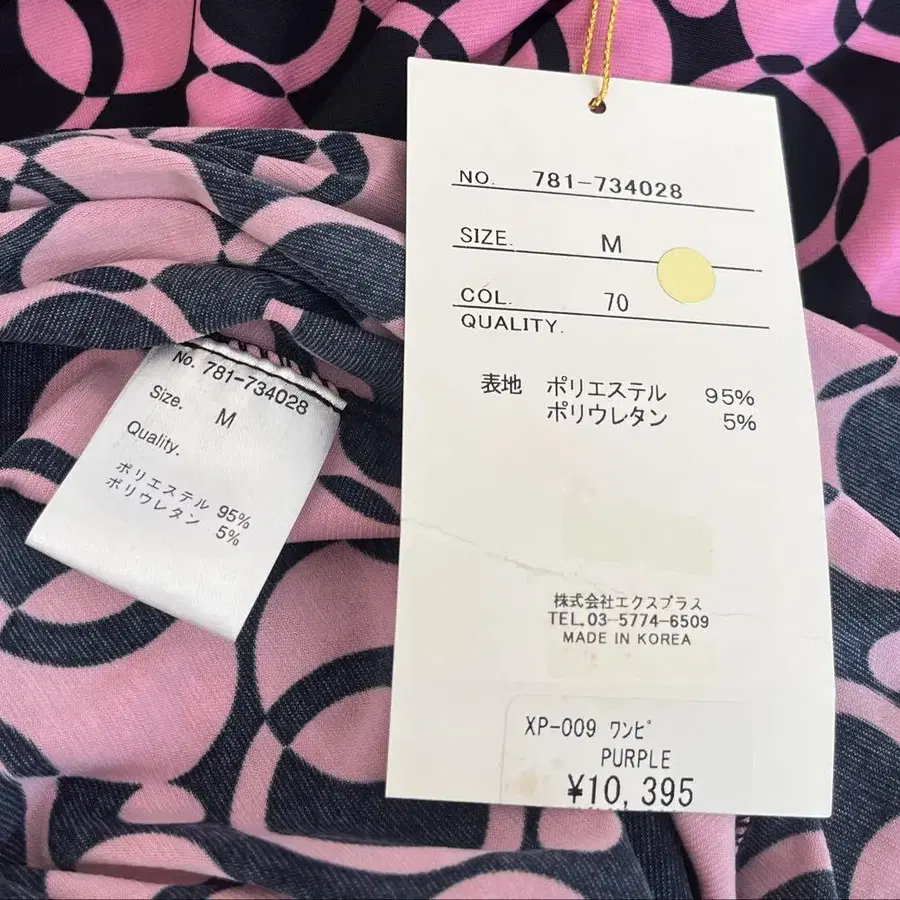 NO. 781-734028
SIZE. M
COL. 70
QUALITY.
表地 ポリエステル 95%
ポリウレタン 5%
株式会社エクスプラス
TEL.03-5774-6509
MADE IN KOREA
XP-009 ワンピ
PURPLE
¥10,395
No. 781-734028
Size. M
Quality.
ポリエステル 95%
ポリウレタン 5%